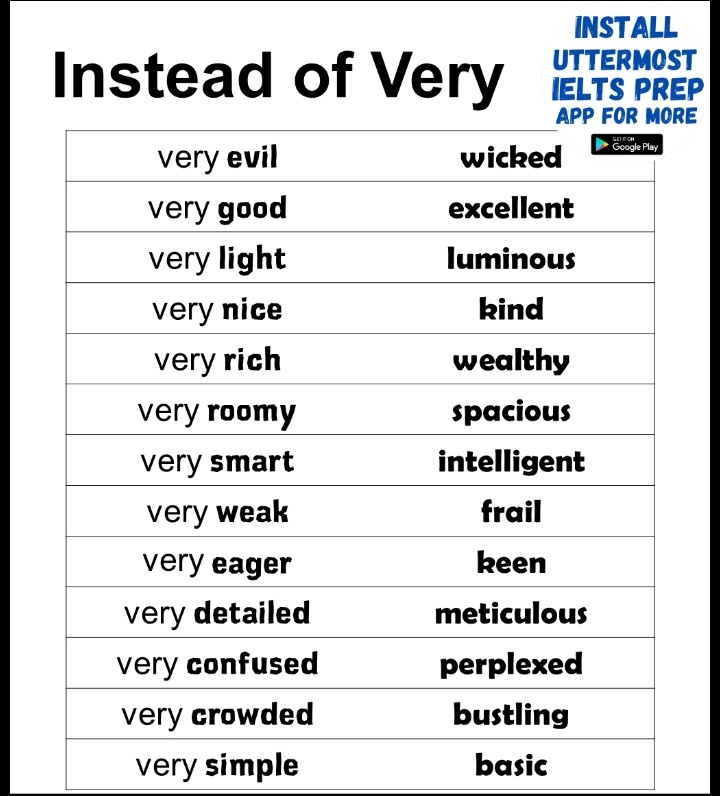 Instead of Very
INSTALL
UTTERMOST
IELTS PREP
APP FOR MORE
GET IT ON
Google Play
very evil wicked
very good excellent
very light luminous
very nice kind
very rich wealthy
very roomy spacious
very smart intelligent
very weak frail
very eager keen
very detailed meticulous
very confused perplexed
very crowded bustling
very simple basic